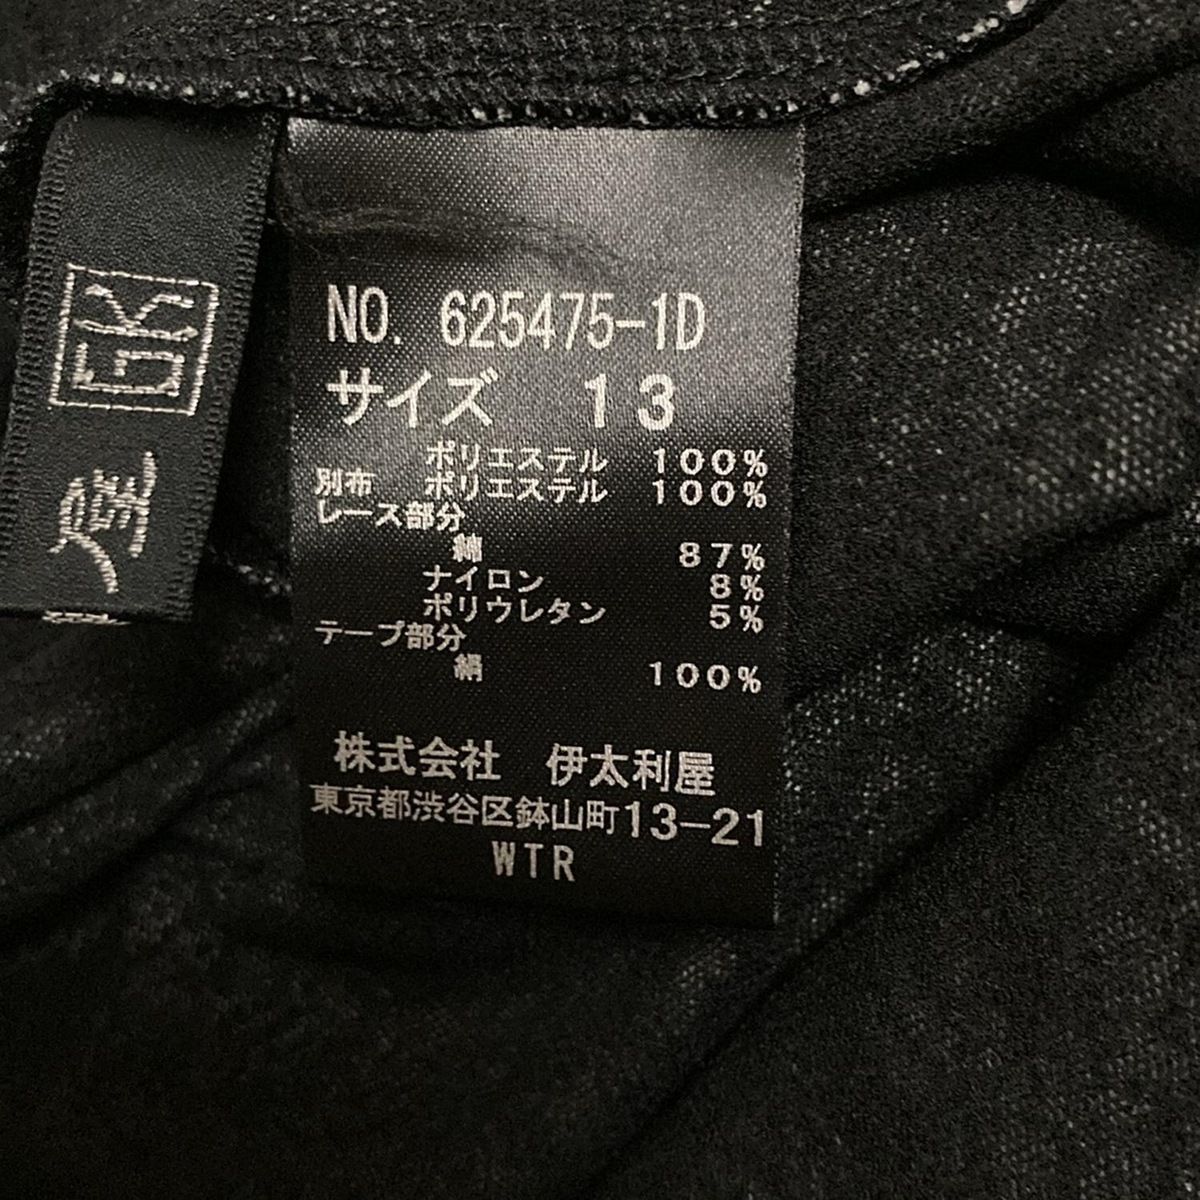 GK
屋
NO. 625475-1D
サイズ 13
ポリエステル 100%
別布 ポリエステル 100%
レース部分
綿 87%
ナイロン 8%
ポリウレタン 5%
テープ部分
絹 100%
株式会社 伊太利屋
東京都渋谷区鉢山町13-21
WTR